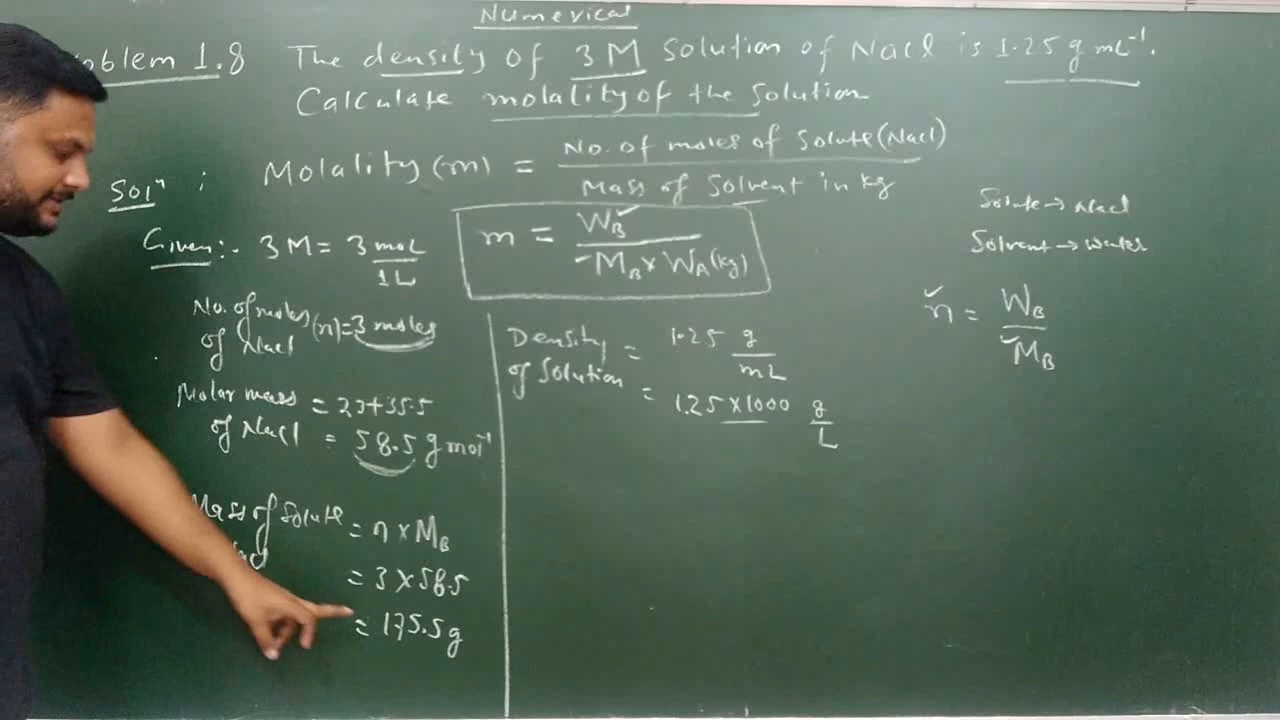 Numerical
oblem 1.8 The density of 3M Solution of NaCl is 1.25 g mL⁻¹.
Calculate molality of the Solution
Solⁿ :
Molality (m) = No. of moles of Solute (NaCl)
Mass of Solvent in kg
m = W_B
M_B × W_A (kg)
Solute → NaCl
Solvent → Water
n = W_B
M_B
Given :- 3M = 3 moL
1L
No. of moles (n) = 3 moles
of NaCl
Molar mass = 23+35.5
of NaCl = 58.5 g mol⁻¹
Mass of Solute = n × M_B
= 3 × 58.5
= 175.5 g
Density = 1.25 g
mL
of Solution = 1.25 × 1000 g
L